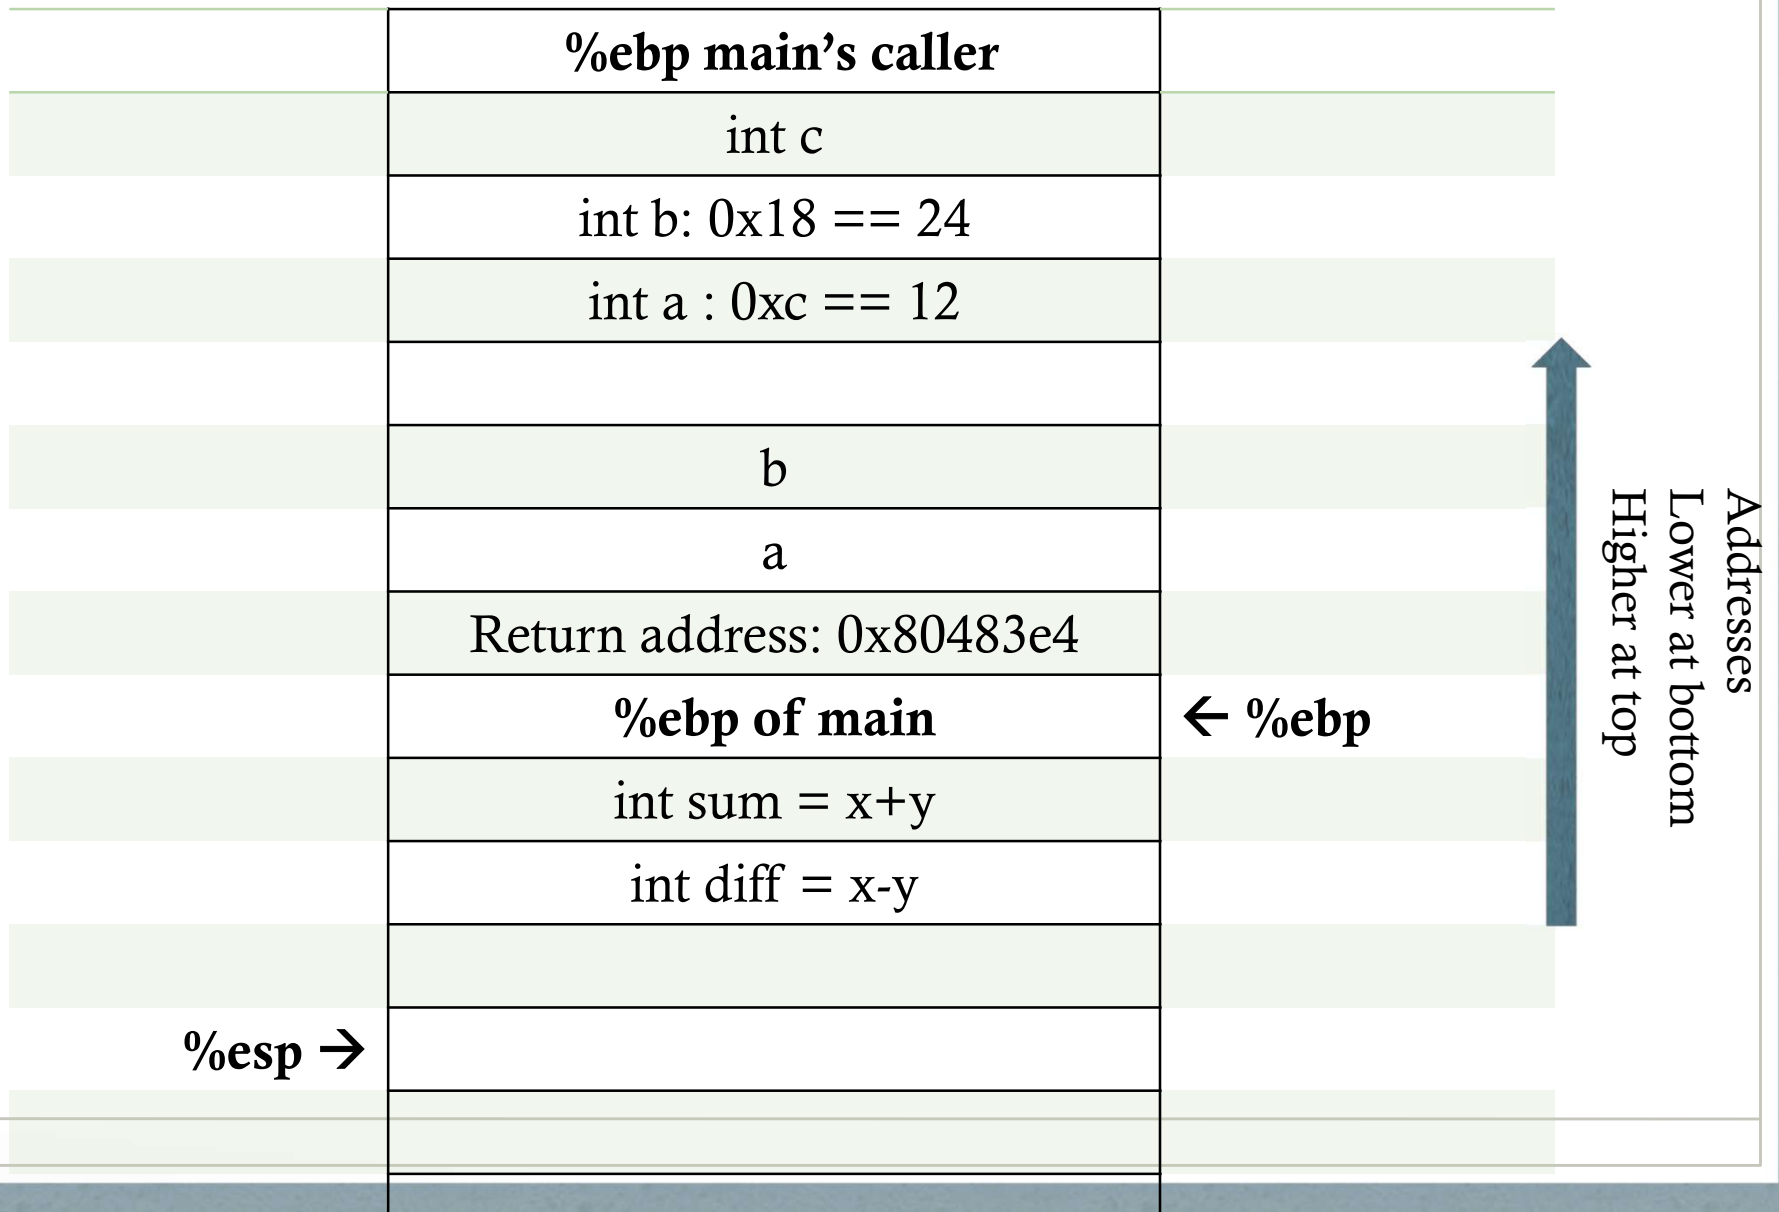 %ebp main’s caller
int c
int b: 0x18 == 24
int a : 0xc == 12
b
a
Return address: 0x80483e4
%ebp of main
← %ebp
int sum = x+y
int diff = x-y
%esp →
Addresses
Lower at bottom
Higher at top